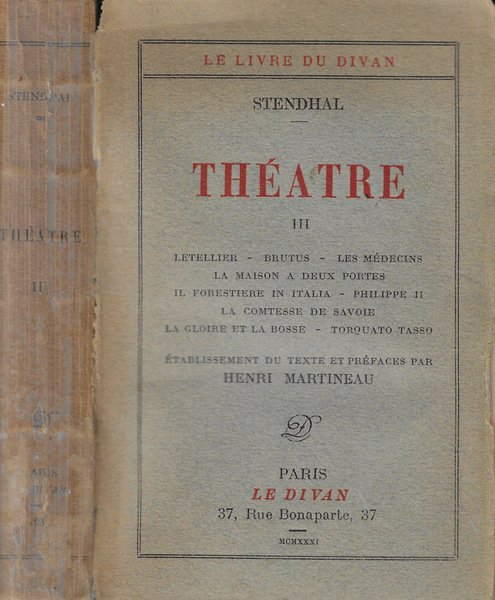 STENDHAL
THÉATRE
LE LIVRE DU DIVAN
STENDHAL
THÉATRE
III
LETELLIER - BRUTUS - LES MÉDECINS
LA MAISON A DEUX PORTES
IL FORESTIERE IN ITALIA - PHILIPPE II
LA COMTESSE DE SAVOIE
LA GLOIRE ET LA BOSSE - TORQUATO TASSO
ÉTABLISSEMENT DU TEXTE ET PRÉFACES PAR
HENRI MARTINEAU
D
PARIS
LE DIVAN
37, Rue Bonaparte, 37
MCMXXXI